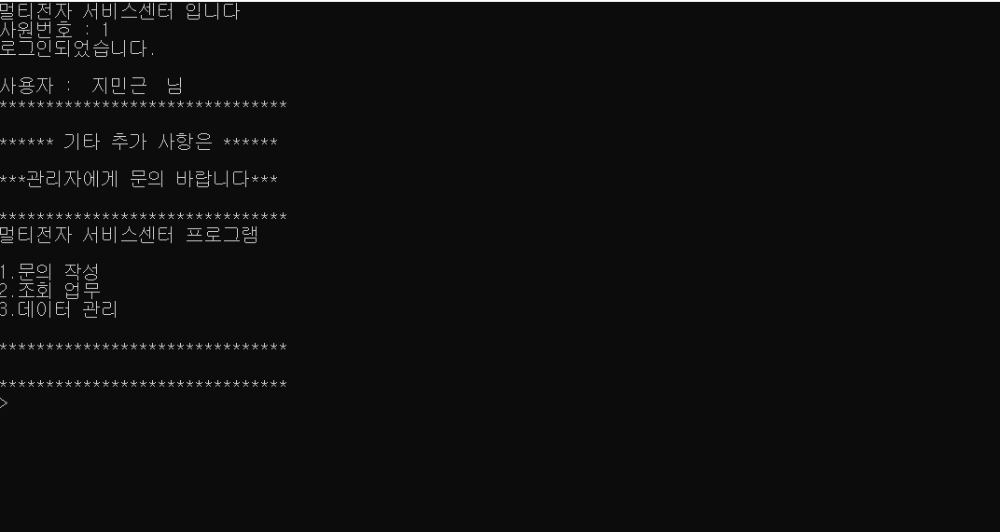 멀티전자 서비스센터 입니다
사원번호 : 1
로그인되었습니다.
사용자 :  지민근  님
*******************************
****** 기타 추가 사항은 ******
***관리자에게 문의 바랍니다***
*******************************
멀티전자 서비스센터 프로그램
1.문의 작성
2.조회 업무
3.데이터 관리
*******************************
*******************************
>